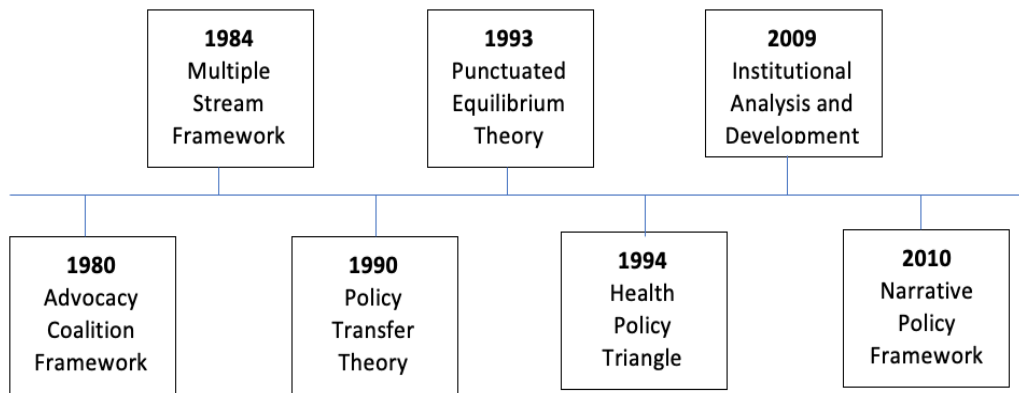 1984
Multiple
Stream
Framework
1993
Punctuated
Equilibrium
Theory
2009
Institutional
Analysis and
Development
1980
Advocacy
Coalition
Framework
1990
Policy
Transfer
Theory
1994
Health
Policy
Triangle
2010
Narrative
Policy
Framework